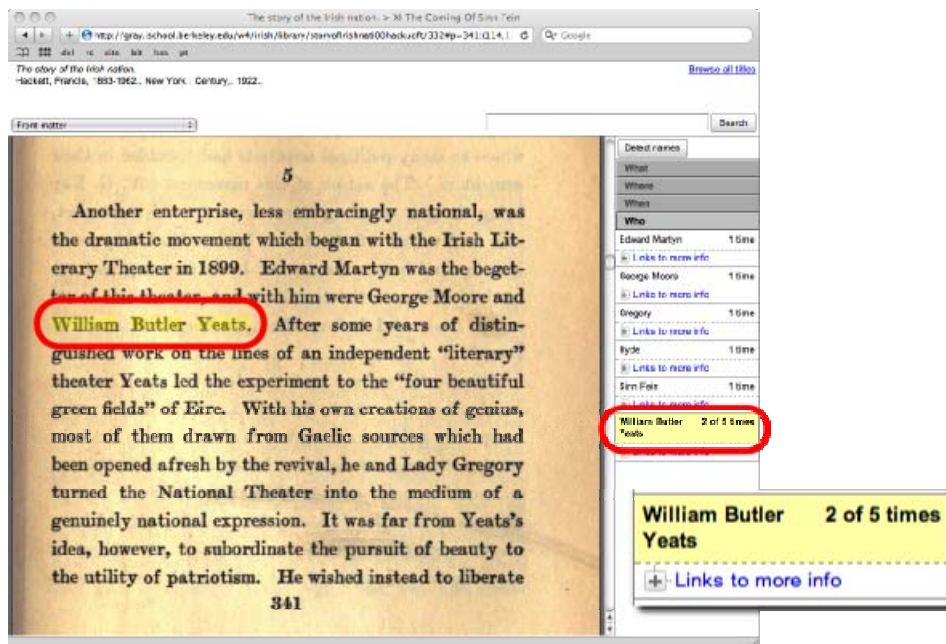 The story of the Irish nation. > XI The Coming Of Sinn Fein
Google
The story of the Irish nation.
Hackett, Francis, 1883-1962.. New York : Century,. 1922..
Browse all titles
Front matter
Search
5
Another enterprise, less embracingly national, was
the dramatic movement which began with the Irish Lit-
erary Theater in 1899. Edward Martyn was the beget-
ter of this theater, and with him were George Moore and
William Butler Yeats. After some years of distin-
guished work on the lines of an independent “literary”
theater Yeats led the experiment to the “four beautiful
green fields” of Eire. With his own creations of genius,
most of them drawn from Gaelic sources which had
been opened afresh by the revival, he and Lady Gregory
turned the National Theater into the medium of a
genuinely national expression. It was far from Yeats's
idea, however, to subordinate the pursuit of beauty to
the utility of patriotism. He wished instead to liberate
341
Detect names
What
Where
When
Who
Edward Martyn 1 time
Links to more info
George Moore 1 time
Links to more info
Gregory 1 time
Links to more info
Hyde 1 time
Links to more info
Sinn Fein 1 time
Links to more info
William Butler 2 of 5 times
Yeats
Links to more info
William Butler 2 of 5 times
Yeats
Links to more info